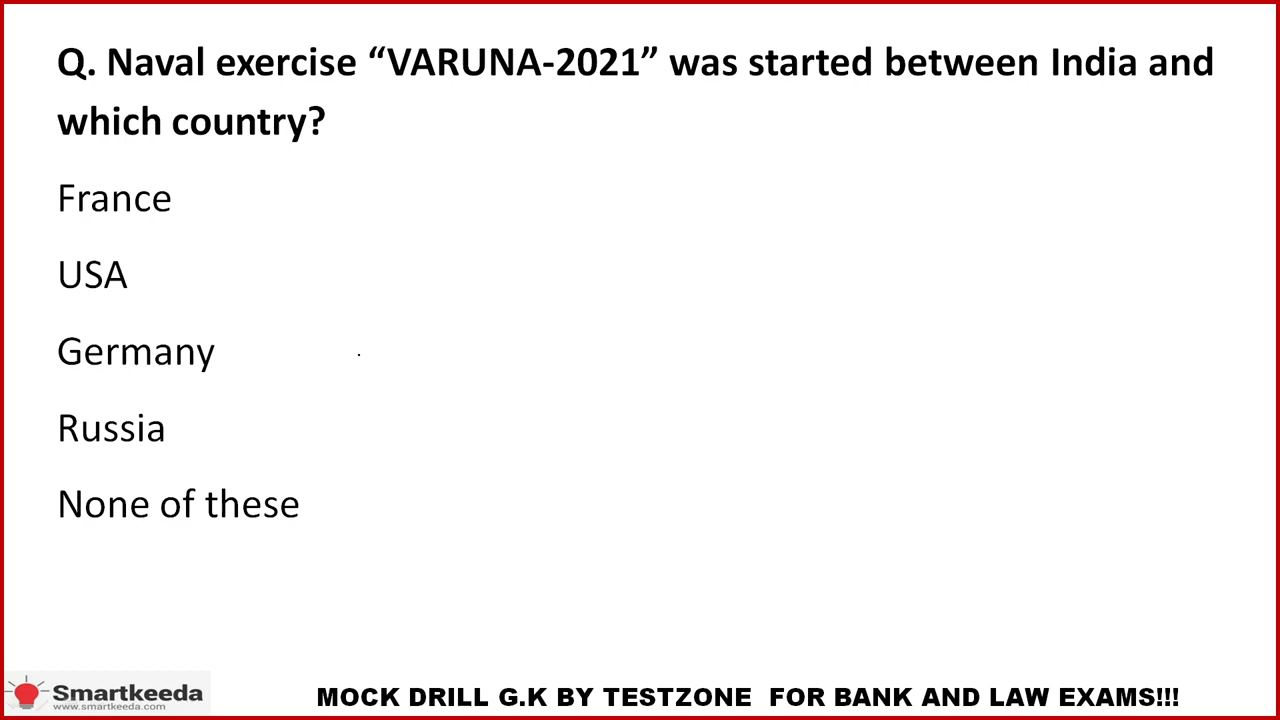 Q. Naval exercise “VARUNA-2021” was started between India and
which country?
France
USA
Germany
Russia
None of these
Smartkeeda
www.smartkeeda.com
MOCK DRILL G.K BY TESTZONE FOR BANK AND LAW EXAMS!!!